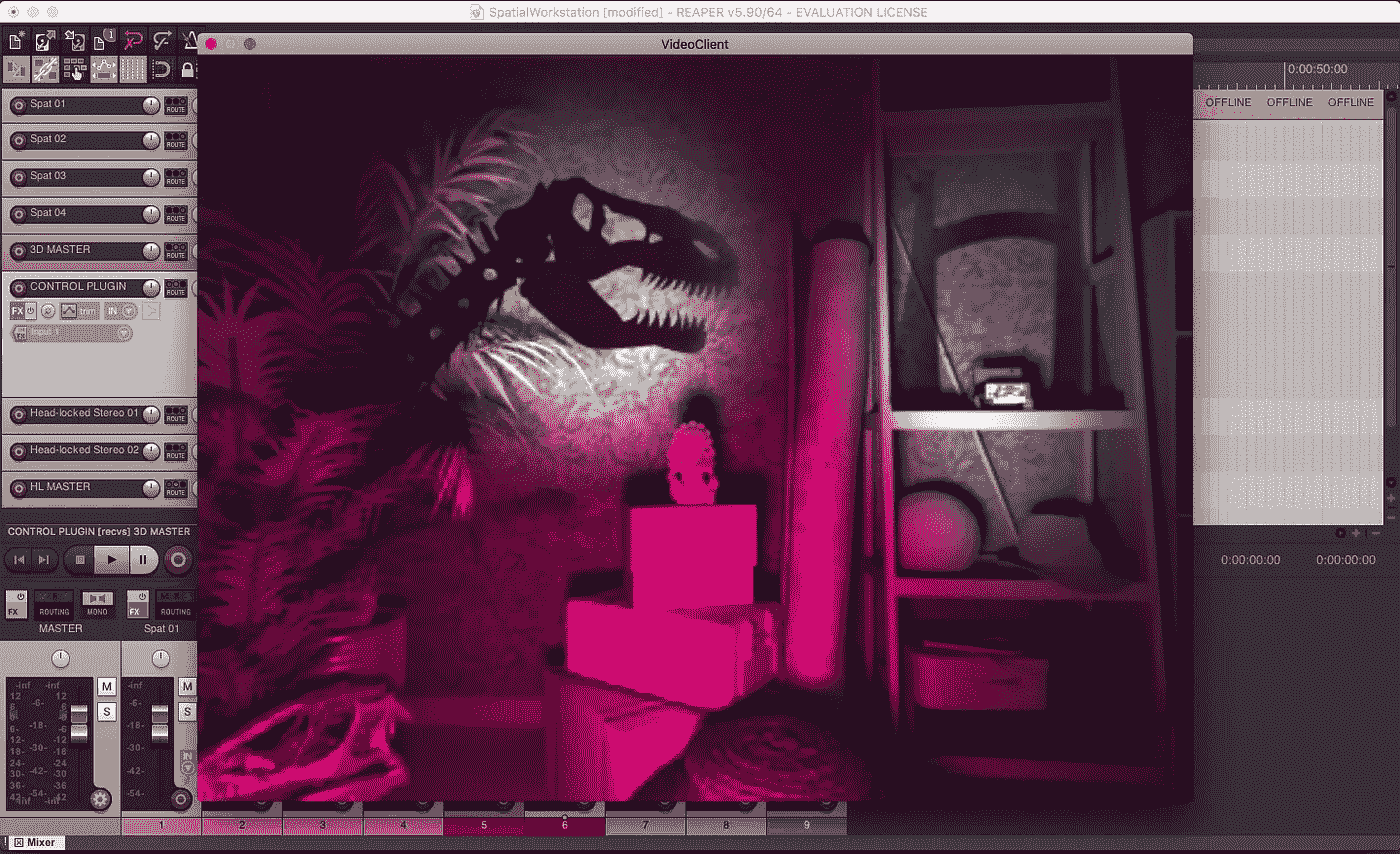 SpatialWorkstation [modified] - REAPER v5.90/64 - EVALUATION LICENSE
VideoClient
0:00:50:00
Spat 01
ROUTE
OFFLINE OFFLINE OFFLINE
Spat 02
ROUTE
Spat 03
ROUTE
Spat 04
ROUTE
3D MASTER
ROUTE
CONTROL PLUGIN
ROUTE
FX trim IN
Input 1
Head-locked Stereo 01
ROUTE
Head-locked Stereo 02
ROUTE
HL MASTER
ROUTE
CONTROL PLUGIN [recvs] 3D MASTER
0:00:00:00 0:00:00:00
FX ROUTING MONO FX ROUTING
MASTER Spat 01
-inf -inf M -inf M
12 -6- 12 -6-
S S
-18- -18-
-30- -30-
IN
-42- -42-
-54- -54-
1 2 3 4 5 6 7 8 9
! Mixer